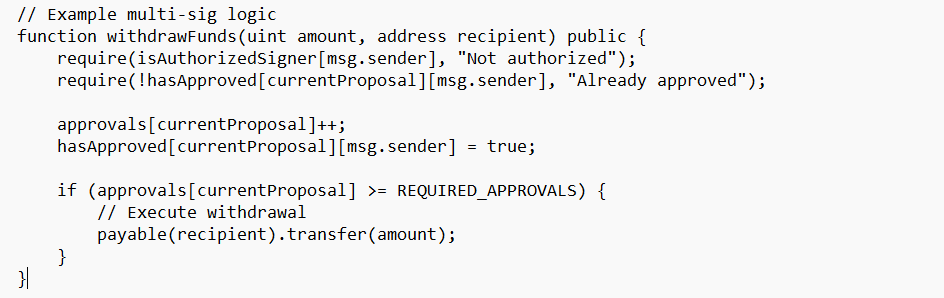 // Example multi-sig logic
function withdrawFunds(uint amount, address recipient) public {
    require(isAuthorizedSigner[msg.sender], "Not authorized");
    require(!hasApproved[currentProposal][msg.sender], "Already approved");

    approvals[currentProposal]++;
    hasApproved[currentProposal][msg.sender] = true;

    if (approvals[currentProposal] >= REQUIRED_APPROVALS) {
        // Execute withdrawal
        payable(recipient).transfer(amount);
    }
}